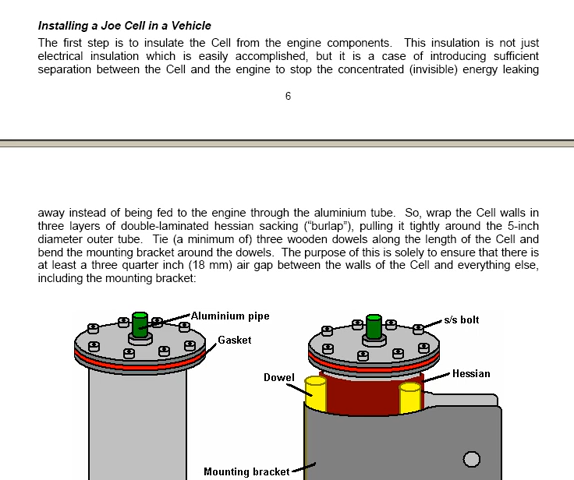 Installing a Joe Cell in a Vehicle
The first step is to insulate the Cell from the engine components.  This insulation is not just
electrical insulation which is easily accomplished, but it is a case of introducing sufficient
separation between the Cell and the engine to stop the concentrated (invisible) energy leaking
6
away instead of being fed to the engine through the aluminium tube.  So, wrap the Cell walls in
three layers of double-laminated hessian sacking ("burlap"), pulling it tightly around the 5-inch
diameter outer tube.  Tie (a minimum of) three wooden dowels along the length of the Cell and
bend the mounting bracket around the dowels.  The purpose of this is solely to ensure that there is
at least a three quarter inch (18 mm) air gap between the walls of the Cell and everything else,
including the mounting bracket:
Aluminium pipe
s/s bolt
Gasket
Dowel
Hessian
Mounting bracket